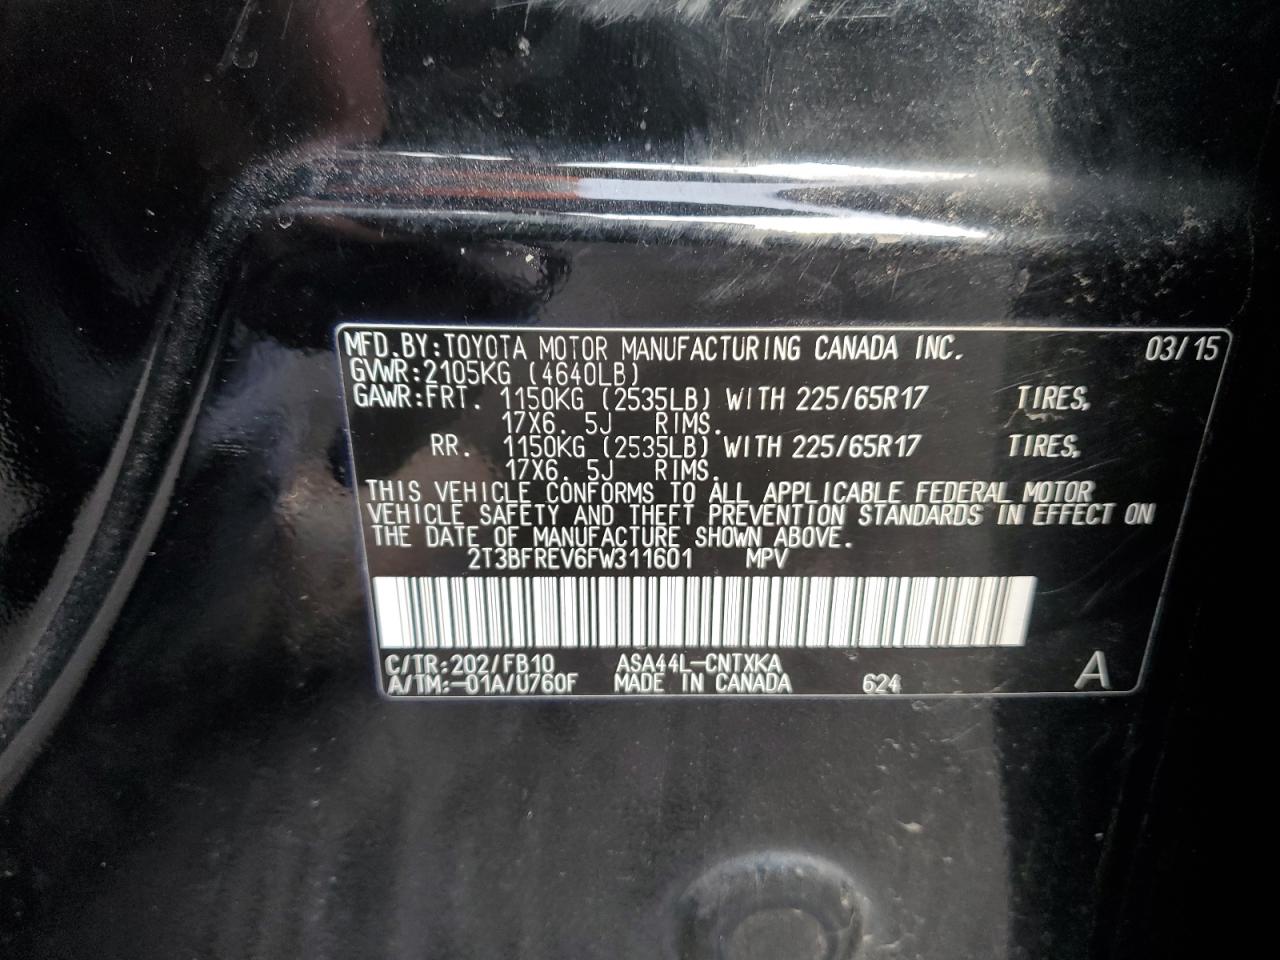 MFD.BY:TOYOTA MOTOR MANUFACTURING CANADA INC. 03/15
GVWR:2105KG (4640LB)
GAWR:FRT. 1150KG (2535LB) WITH 225/65R17 TIRES,
17X6. 5J RIMS.
RR. 1150KG (2535LB) WITH 225/65R17 TIRES,
17X6. 5J RIMS.
THIS VEHICLE CONFORMS TO ALL APPLICABLE FEDERAL MOTOR
VEHICLE SAFETY AND THEFT PREVENTION STANDARDS IN EFFECT ON
THE DATE OF MANUFACTURE SHOWN ABOVE.
2T3BFREV6FW311601 MPV
C/TR:202/FB10 ASA44L-CNTXKA
A/TM:-01A/U760F MADE IN CANADA 624 A